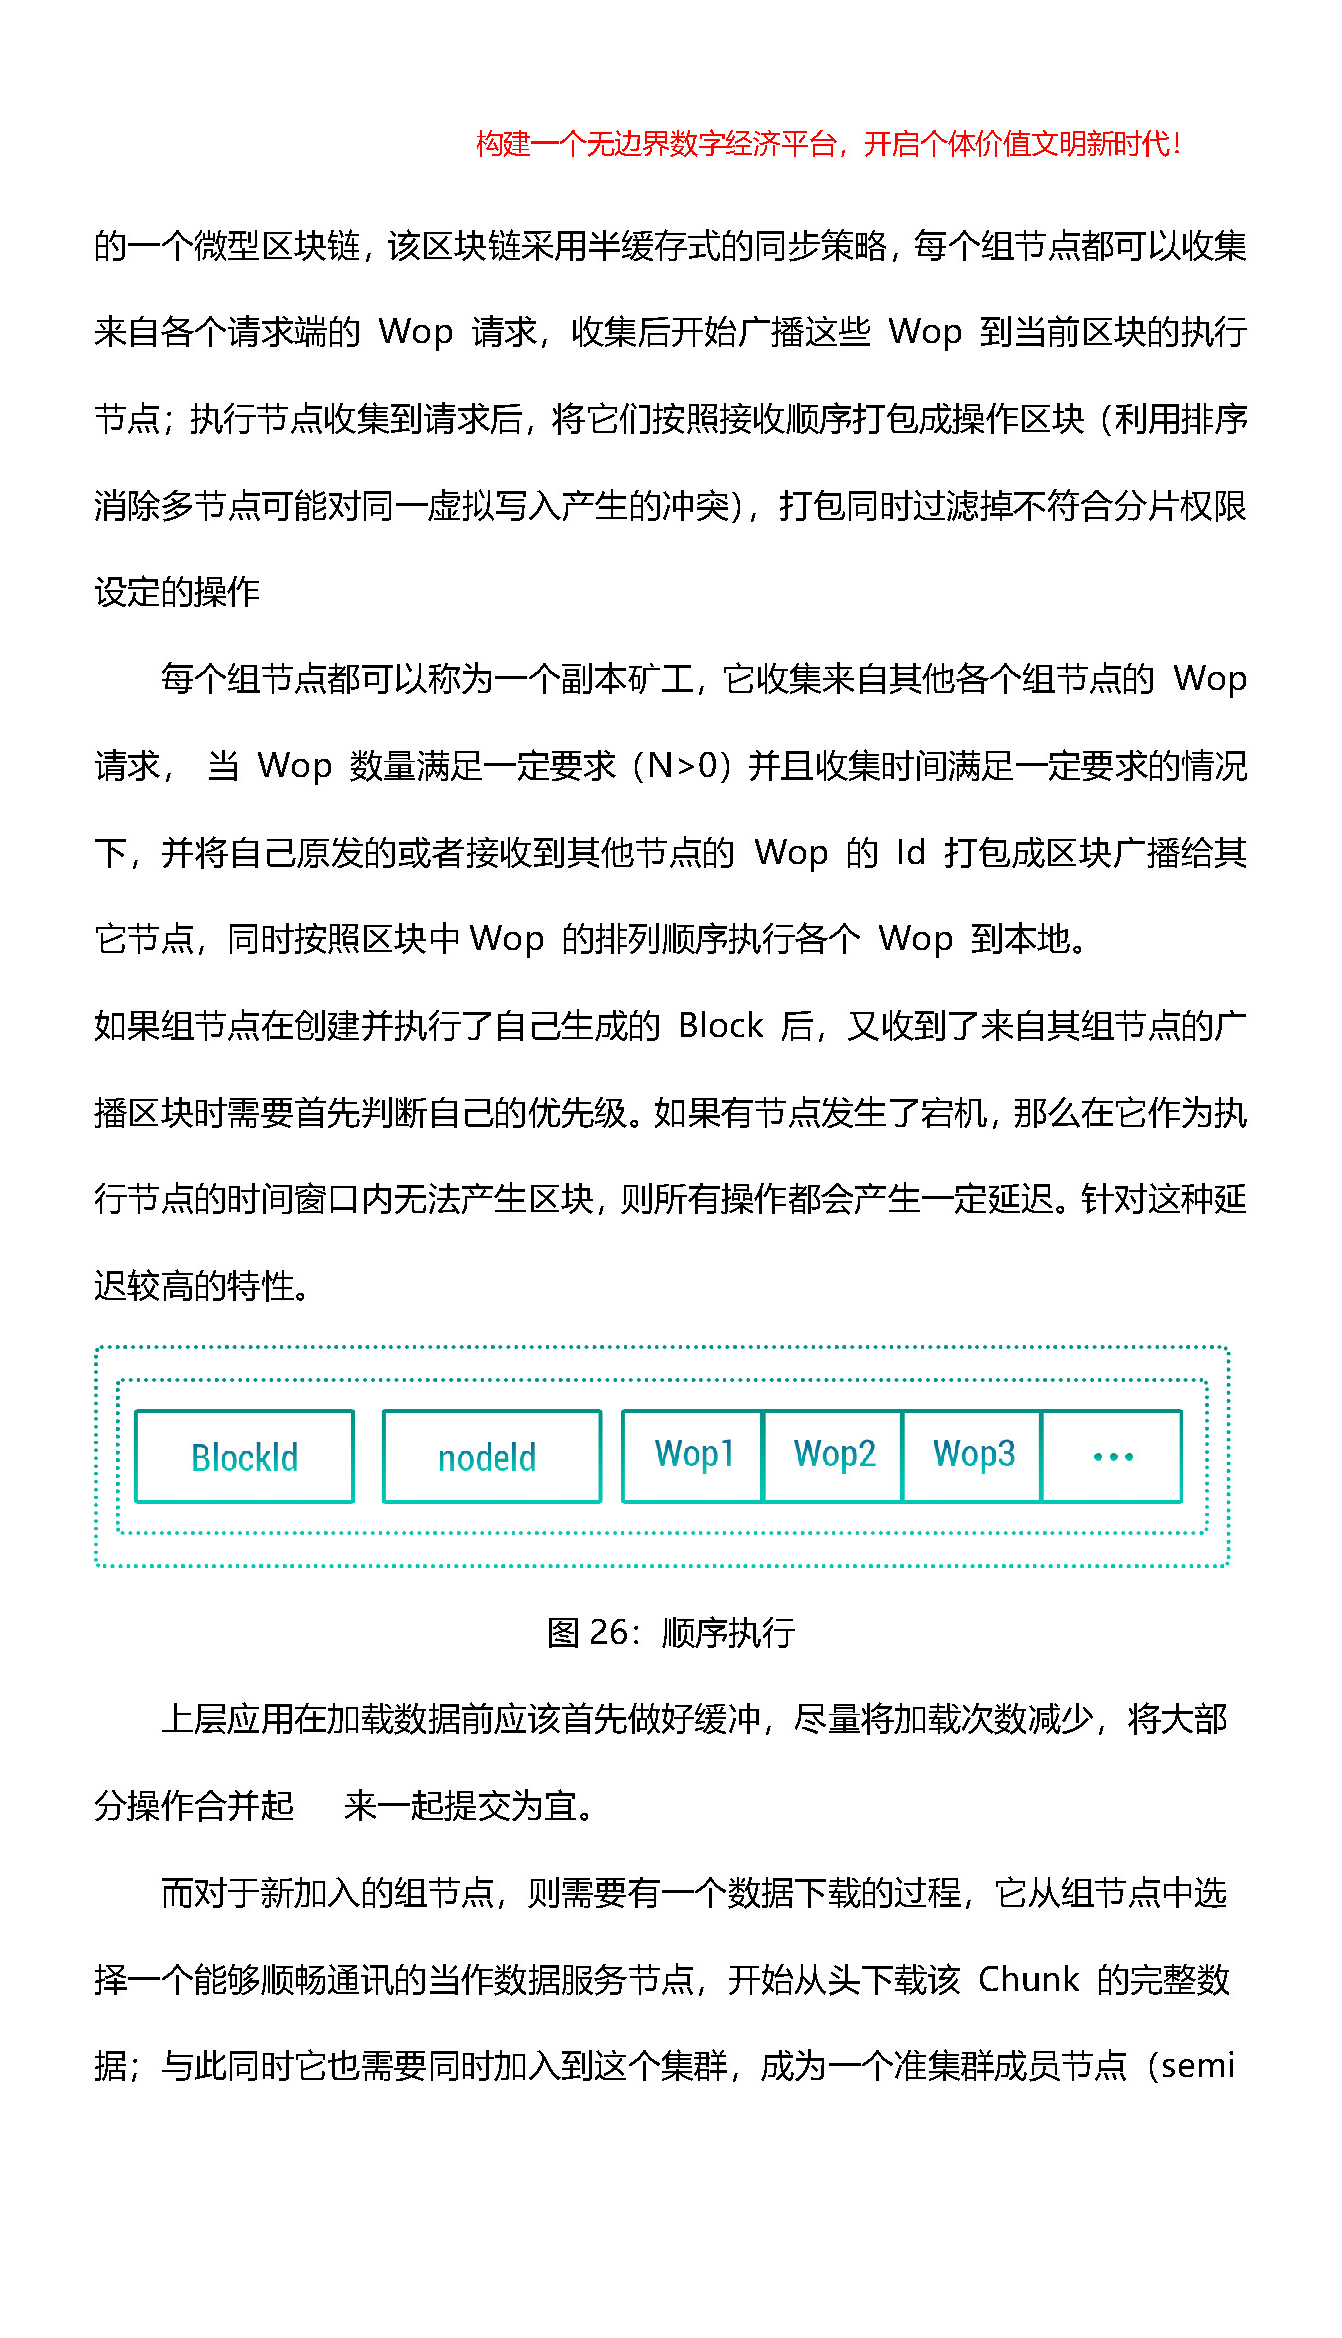 构建一个无边界数字经济平台，开启个体价值文明新时代！
的一个微型区块链，该区块链采用半缓存式的同步策略，每个组节点都可以收集
来自各个请求端的 Wop 请求，收集后开始广播这些 Wop 到当前区块的执行
节点；执行节点收集到请求后，将它们按照接收顺序打包成操作区块（利用排序
消除多节点可能对同一虚拟写入产生的冲突），打包同时过滤掉不符合分片权限
设定的操作
每个组节点都可以称为一个副本矿工，它收集来自其他各个组节点的 Wop
请求， 当 Wop 数量满足一定要求（N>0）并且收集时间满足一定要求的情况
下，并将自己原发的或者接收到其他节点的 Wop 的 Id 打包成区块广播给其
它节点，同时按照区块中 Wop 的排列顺序执行各个 Wop 到本地。
如果组节点在创建并执行了自己生成的 Block 后，又收到了来自其组节点的广
播区块时需要首先判断自己的优先级。如果有节点发生了宕机，那么在它作为执
行节点的时间窗口内无法产生区块，则所有操作都会产生一定延迟。针对这种延
迟较高的特性。
BlockId nodeId Wop1 Wop2 Wop3 •••
图 26：顺序执行
上层应用在加载数据前应该首先做好缓冲，尽量将加载次数减少，将大部
分操作合并起 来一起提交为宜。
而对于新加入的组节点，则需要有一个数据下载的过程，它从组节点中选
择一个能够顺畅通讯的当作数据服务节点，开始从头下载该 Chunk 的完整数
据；与此同时它也需要同时加入到这个集群，成为一个准集群成员节点（semi